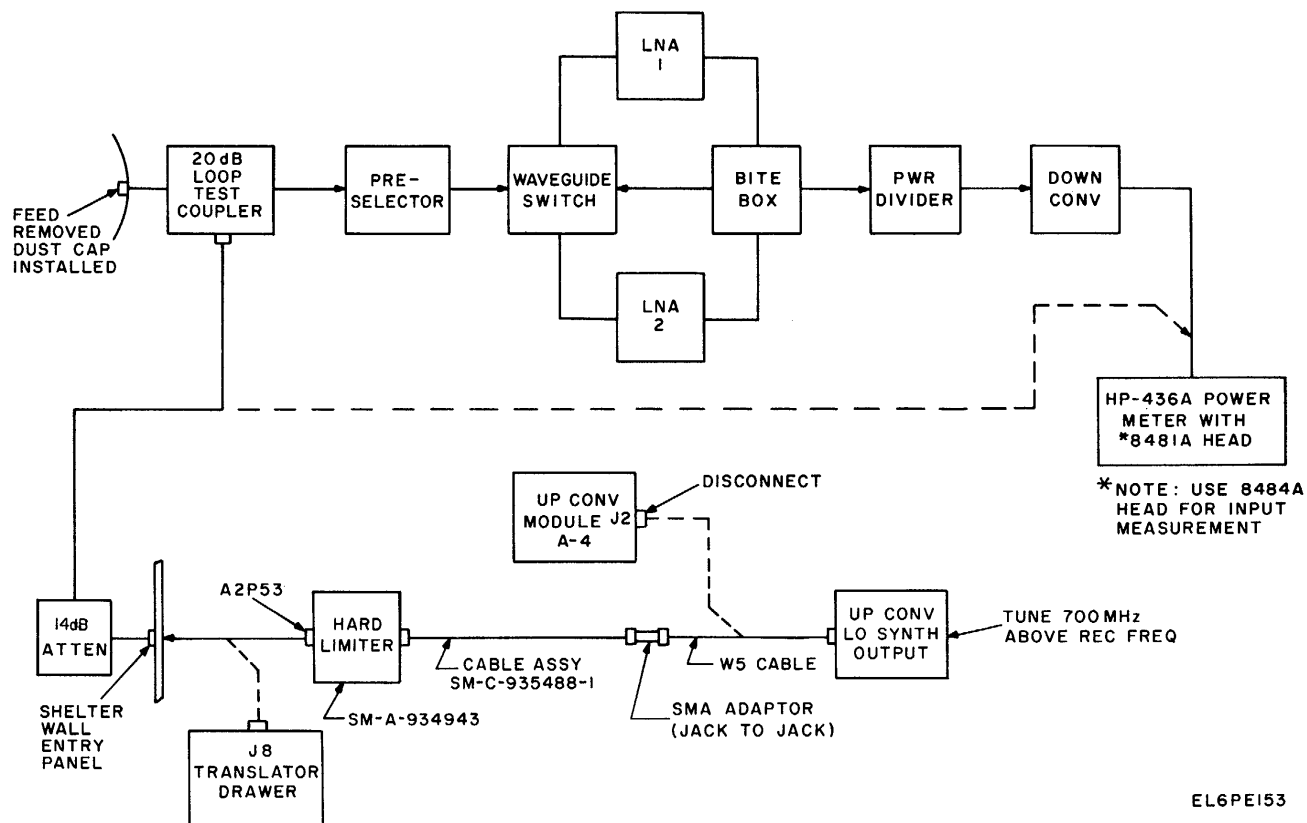 LNA
1
20 dB
LOOP
TEST
COUPLER
PRE-
SELECTOR
WAVEGUIDE
SWITCH
BITE
BOX
PWR
DIVIDER
DOWN
CONV
FEED
REMOVED
DUST CAP
INSTALLED
LNA
2
HP-436A POWER
METER WITH
*8481A HEAD
*NOTE: USE 8484A
HEAD FOR INPUT
MEASUREMENT
DISCONNECT
UP CONV
MODULE J2
A-4
A2P53
14dB
ATTEN
HARD
LIMITER
UP CONV
LO SYNTH
OUTPUT
TUNE 700 MHz
ABOVE REC FREQ
CABLE ASSY
SM-C-935488-1
W5 CABLE
SMA ADAPTOR
(JACK TO JACK)
SM-A-934943
SHELTER
WALL
ENTRY
PANEL
J8
TRANSLATOR
DRAWER
EL6PE153